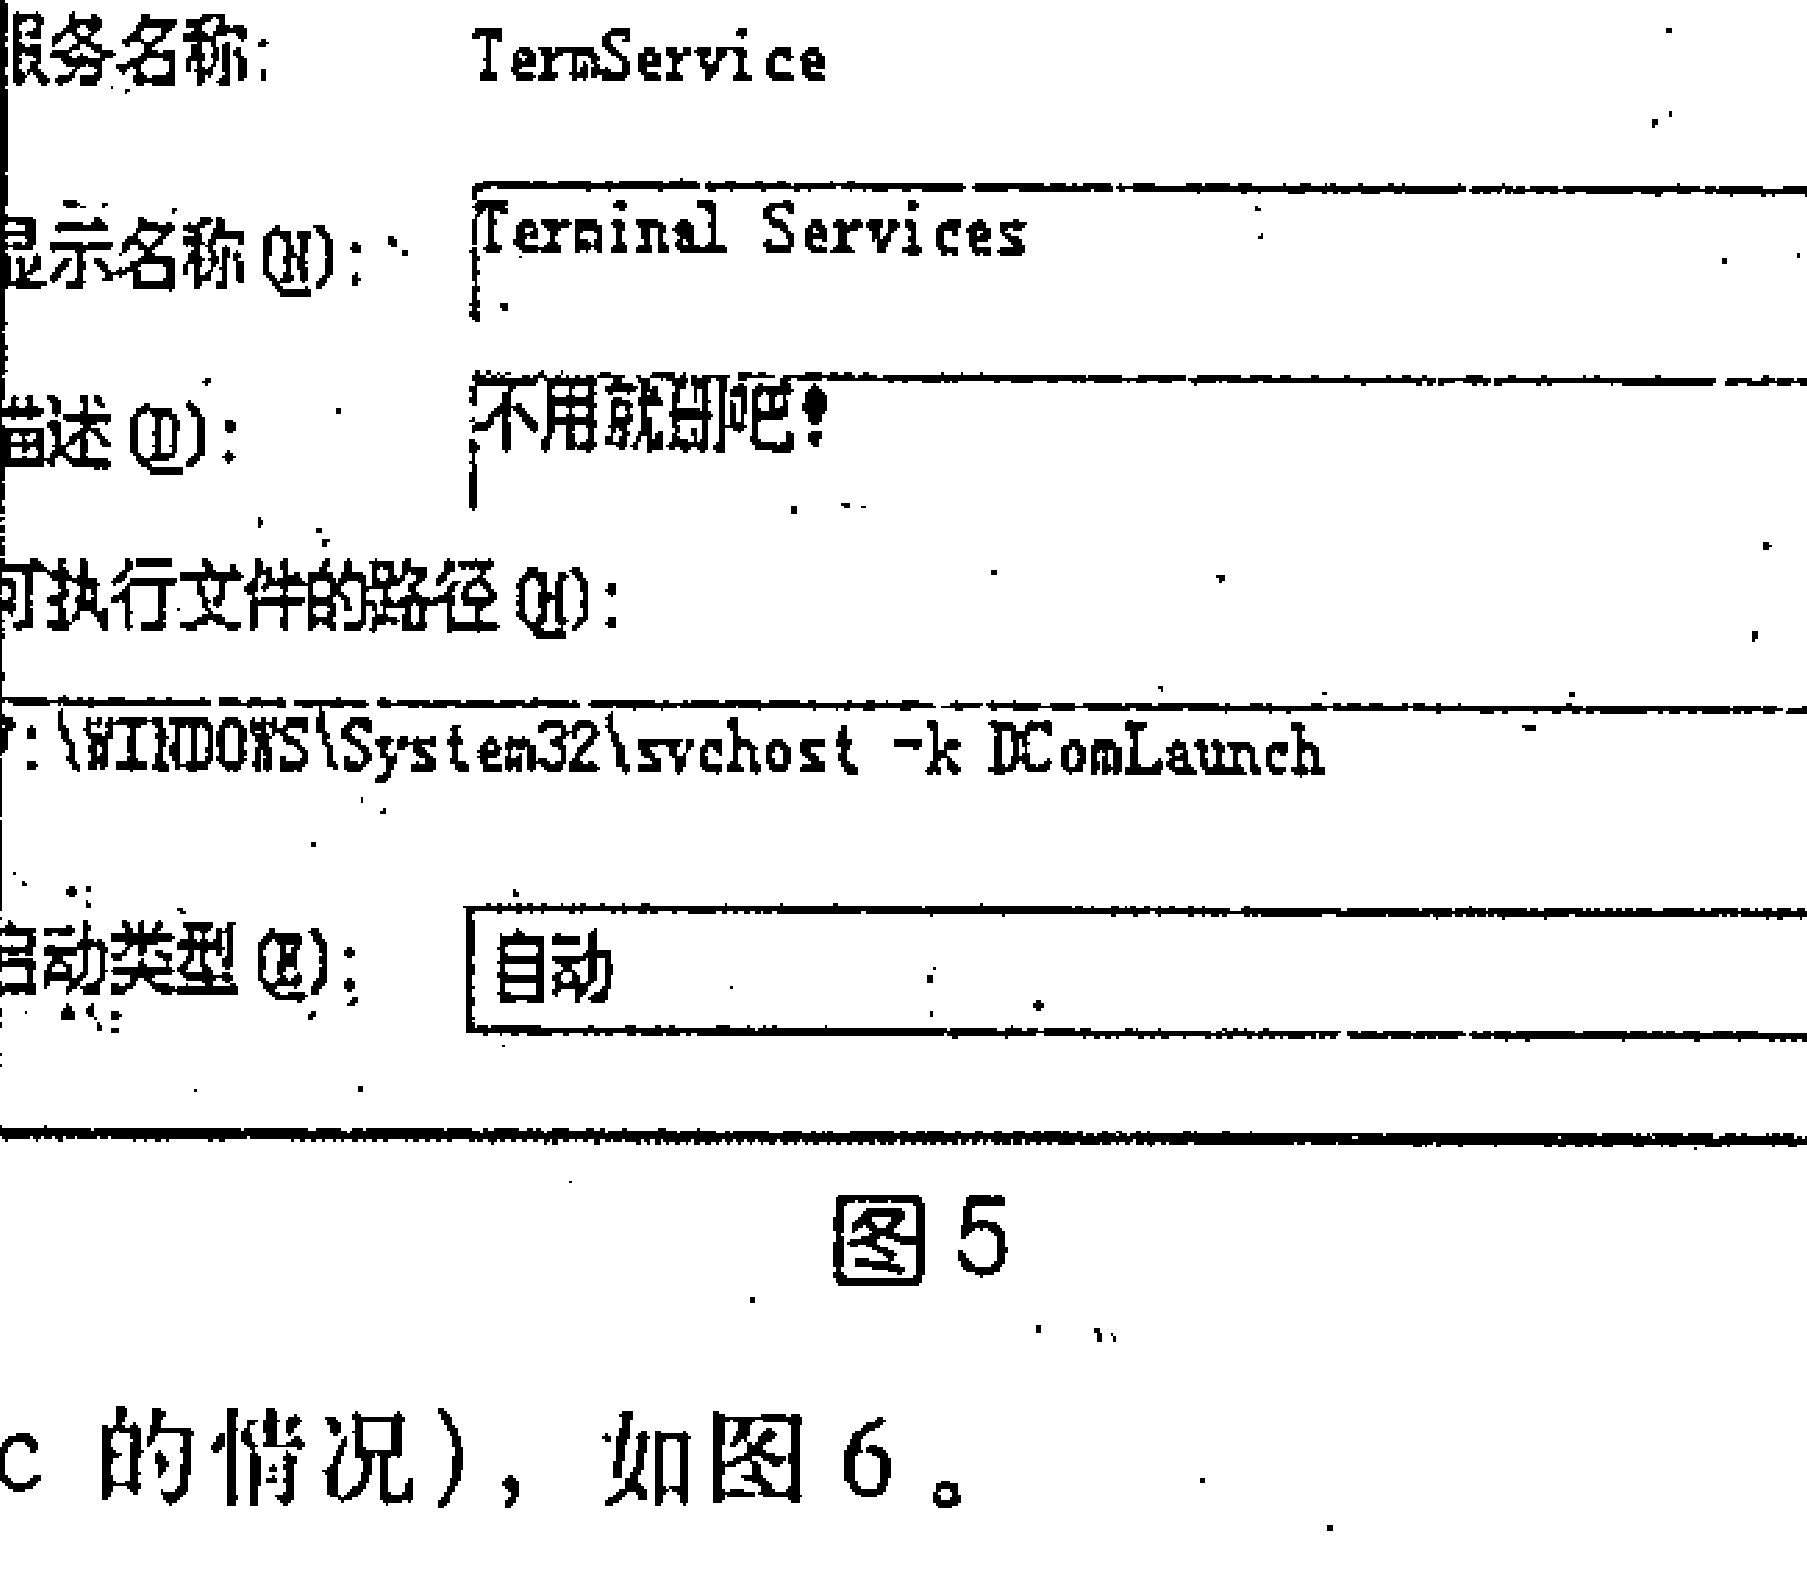 服务名称: TermService
显示名称(N): Terminal Services
描述(D): 不用就删吧!
可执行文件的路径(H):
:\WINDOWS\System32\svchost -k DComLaunch
启动类型(E): 自动
图 5
c 的情况), 如图 6。